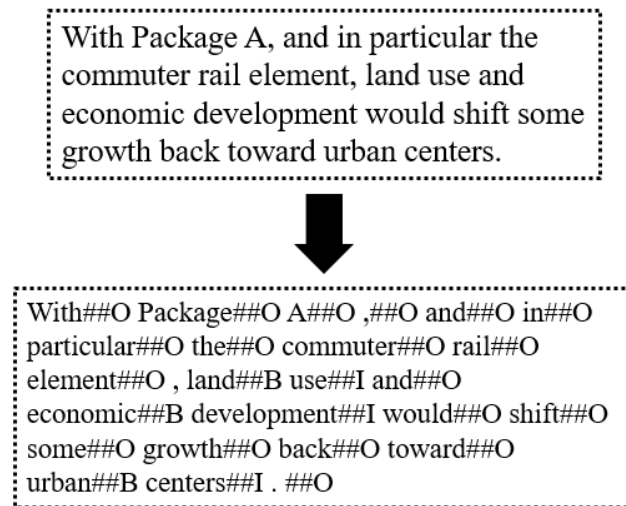 With Package A, and in particular the
commuter rail element, land use and
economic development would shift some
growth back toward urban centers.
With##O Package##O A##O ,##O and##O in##O
particular##O the##O commuter##O rail##O
element##O , land##B use##I and##O
economic##B development##I would##O shift##O
some##O growth##O back##O toward##O
urban##B centers##I . ##O